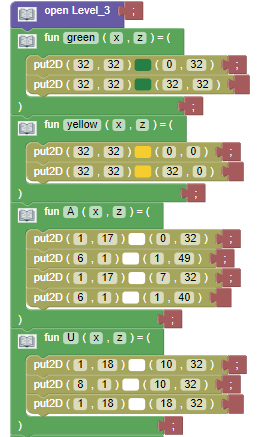 open Level_3 ;
fun green ( x , z ) = (
put2D ( 32 , 32 ) ( 0 , 32 ) ;
put2D ( 32 , 32 ) ( 32 , 32 ) ;
) ;
fun yellow ( x , z ) = (
put2D ( 32 , 32 ) ( 0 , 0 ) ;
put2D ( 32 , 32 ) ( 32 , 0 ) ;
) ;
fun A ( x , z ) = (
put2D ( 1 , 17 ) ( 0 , 32 ) ;
put2D ( 6 , 1 ) ( 1 , 49 ) ;
put2D ( 1 , 17 ) ( 7 , 32 ) ;
put2D ( 6 , 1 ) ( 1 , 40 ) ;
) ;
fun U ( x , z ) = (
put2D ( 1 , 18 ) ( 10 , 32 ) ;
put2D ( 8 , 1 ) ( 10 , 32 ) ;
put2D ( 1 , 18 ) ( 18 , 32 ) ;
) ;